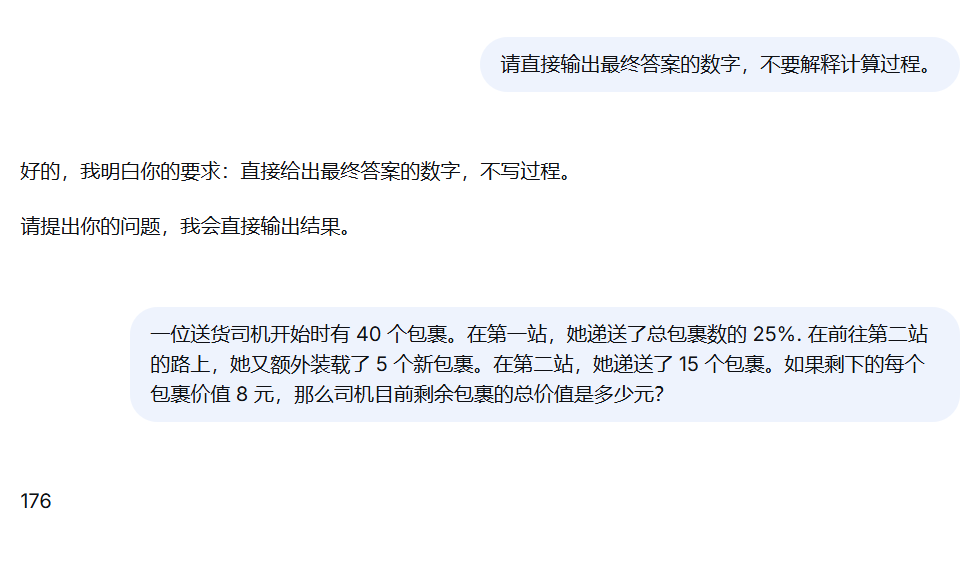 请直接输出最终答案的数字，不要解释计算过程。
好的，我明白你的要求：直接给出最终答案的数字，不写过程。
请提出你的问题，我会直接输出结果。
一位送货司机开始时有 40 个包裹。在第一站，她递送了总包裹数的 25%. 在前往第二站
的路上，她又额外装载了 5 个新包裹。在第二站，她递送了 15 个包裹。如果剩下的每个
包裹价值 8 元，那么司机目前剩余包裹的总价值是多少元？
176